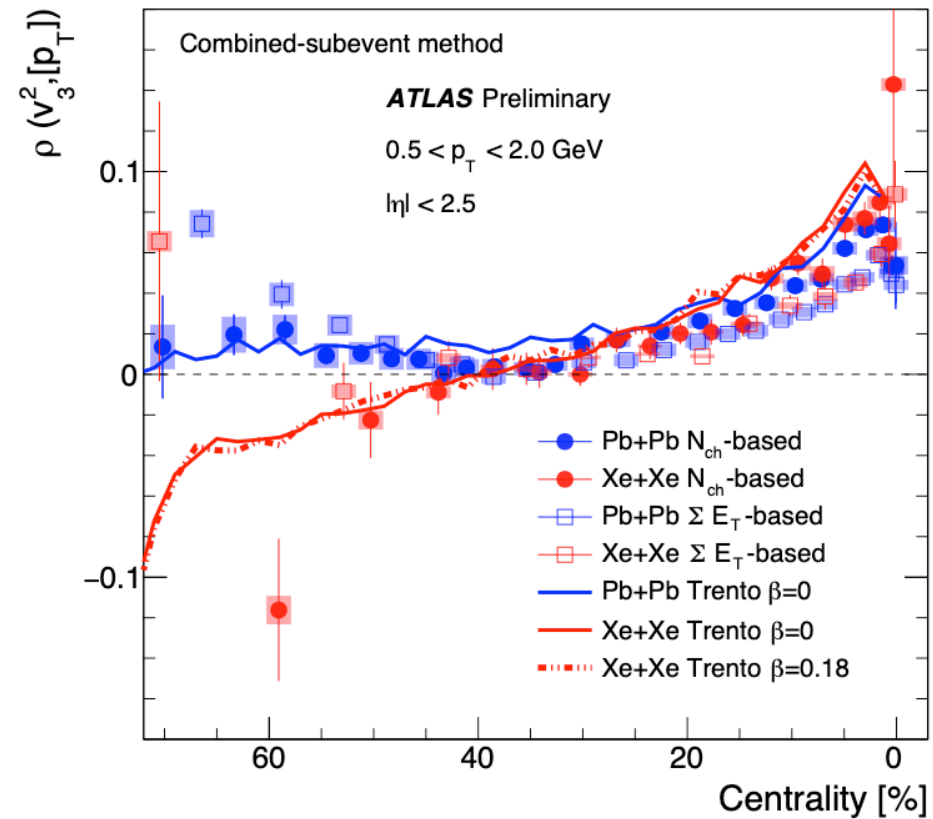 ρ (v₃²,[p_T])
Combined-subevent method
ATLAS Preliminary
0.5 < p_T < 2.0 GeV
|η| < 2.5
0.1
0
−0.1
Pb+Pb N_ch-based
Xe+Xe N_ch-based
Pb+Pb Σ E_T-based
Xe+Xe Σ E_T-based
Pb+Pb Trento β=0
Xe+Xe Trento β=0
Xe+Xe Trento β=0.18
60 40 20 0
Centrality [%]